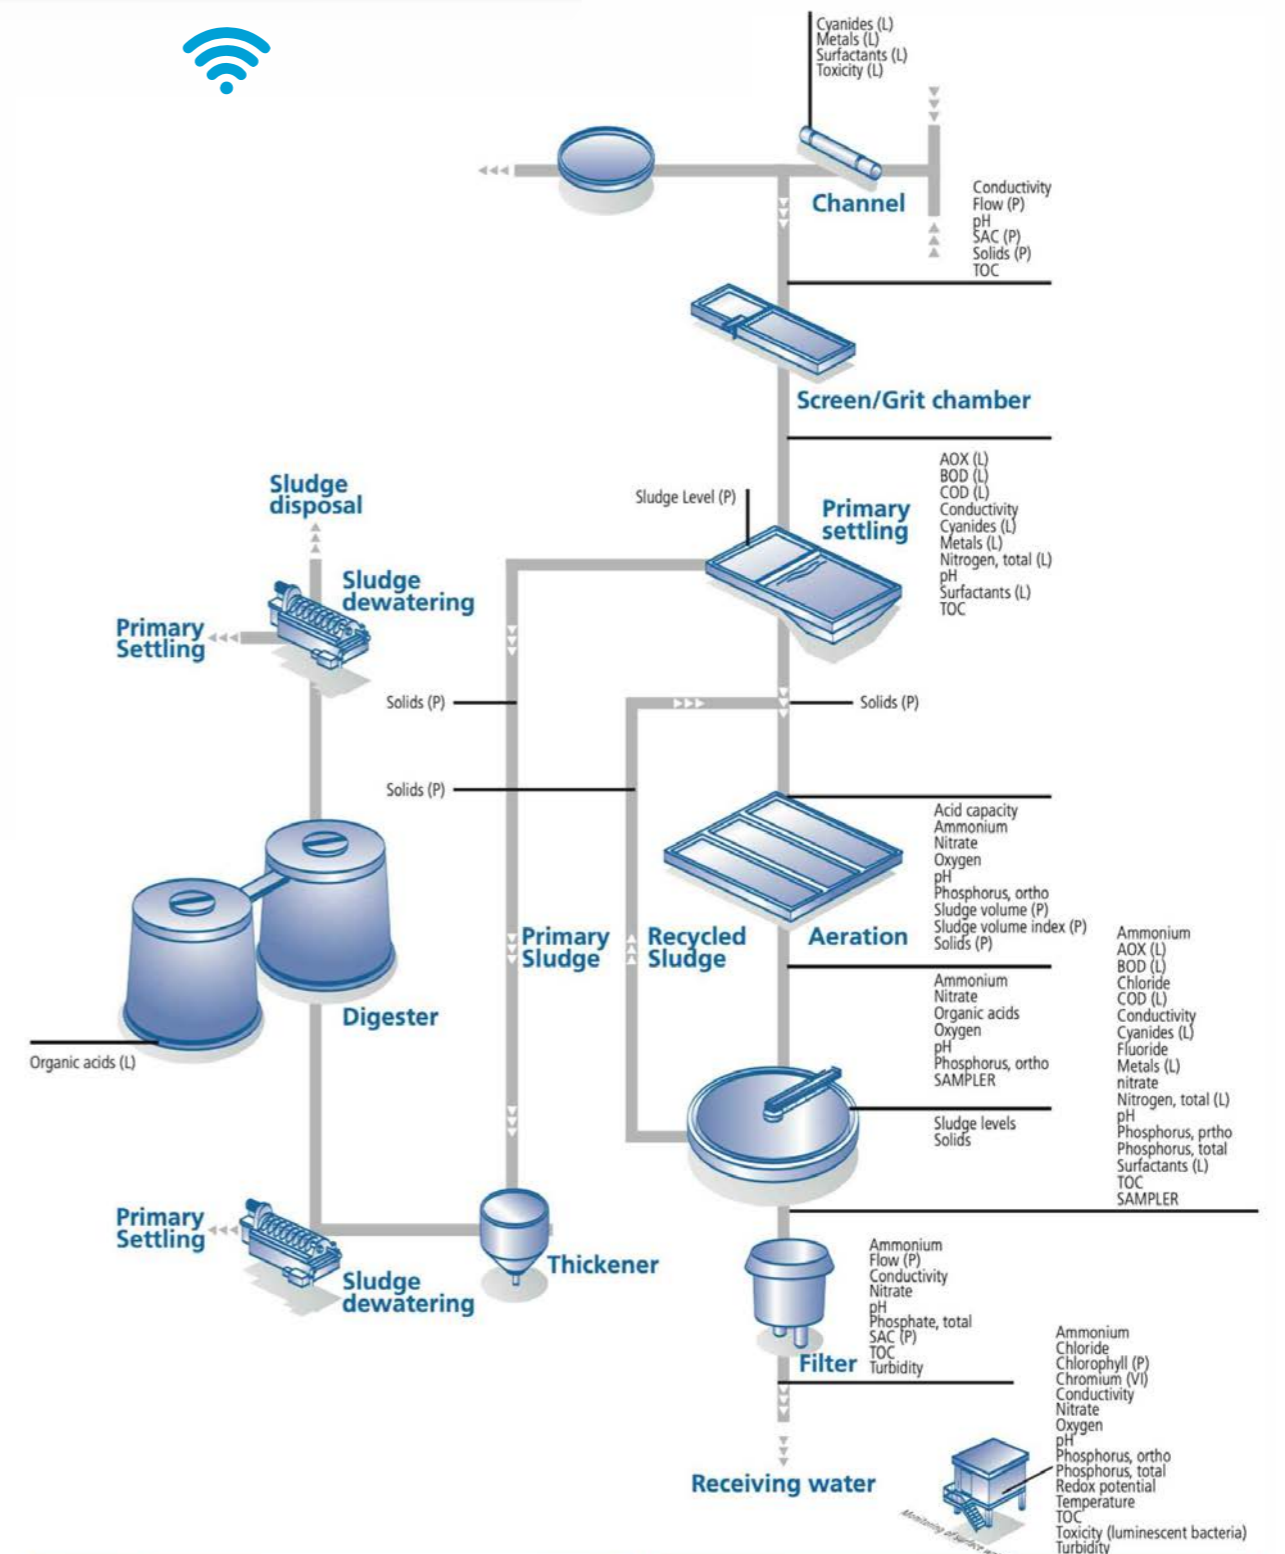 Cyanides (L)
Metals (L)
Surfactants (L)
Toxicity (L)
Channel
Conductivity
Flow (P)
pH
SAC (P)
Solids (P)
TOC
Screen/Grit chamber
Sludge Level (P)
Primary
settling
AOX (L)
BOD (L)
COD (L)
Conductivity
Cyanides (L)
Metals (L)
Nitrogen, total (L)
pH
Surfactants (L)
TOC
Sludge
disposal
Sludge
dewatering
Primary
Settling
Solids (P)
Solids (P)
Solids (P)
Acid capacity
Ammonium
Nitrate
Oxygen
pH
Phosphorus, ortho
Sludge volume (P)
Sludge volume index (P)
Solids (P)
Primary
Sludge
Recycled
Sludge
Aeration
Ammonium
Nitrate
Organic acids
Oxygen
pH
Phosphorus, ortho
SAMPLER
Ammonium
AOX (L)
BOD (L)
Chloride
COD (L)
Conductivity
Cyanides (L)
Fluoride
Metals (L)
nitrate
Nitrogen, total (L)
pH
Phosphorus, prtho
Phosphorus, total
Surfactants (L)
TOC
SAMPLER
Digester
Organic acids (L)
Sludge levels
Solids
Primary
Settling
Sludge
dewatering
Thickener
Ammonium
Flow (P)
Conductivity
Nitrate
pH
Phosphate, total
SAC (P)
TOC
Turbidity
Filter
Receiving water
Ammonium
Chloride
Chlorophyll (P)
Chromium (VI)
Conductivity
Nitrate
Oxygen
pH
Phosphorus, ortho
Phosphorus, total
Redox potential
Temperature
TOC
Toxicity (luminescent bacteria)
Turbidity
Monitoring of surface